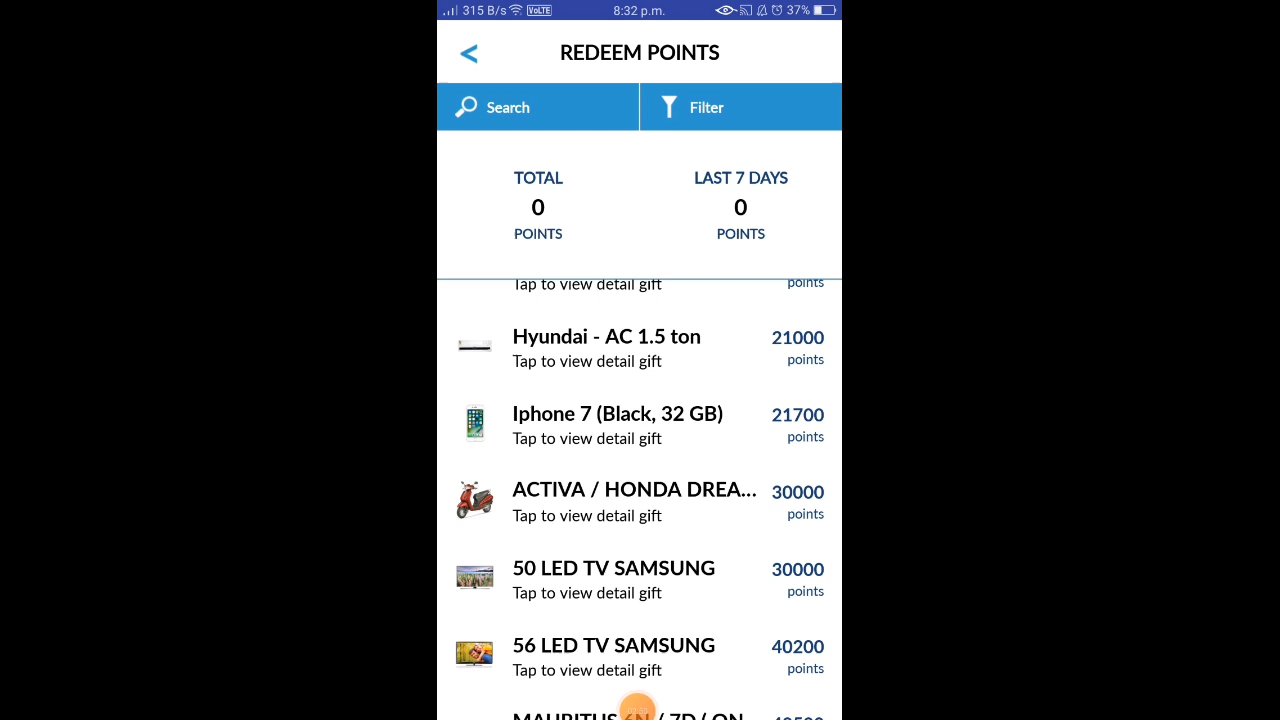 315 B/s VoLTE 8:32 p.m. 37%
<
REDEEM POINTS
Search Filter
TOTAL LAST 7 DAYS
0 0
POINTS POINTS
Tap to view detail gift points
Hyundai - AC 1.5 ton 21000
Tap to view detail gift points
Iphone 7 (Black, 32 GB) 21700
Tap to view detail gift points
ACTIVA / HONDA DREA... 30000
Tap to view detail gift points
50 LED TV SAMSUNG 30000
Tap to view detail gift points
56 LED TV SAMSUNG 40200
Tap to view detail gift points
MAURITUS 6N / 7D / ON